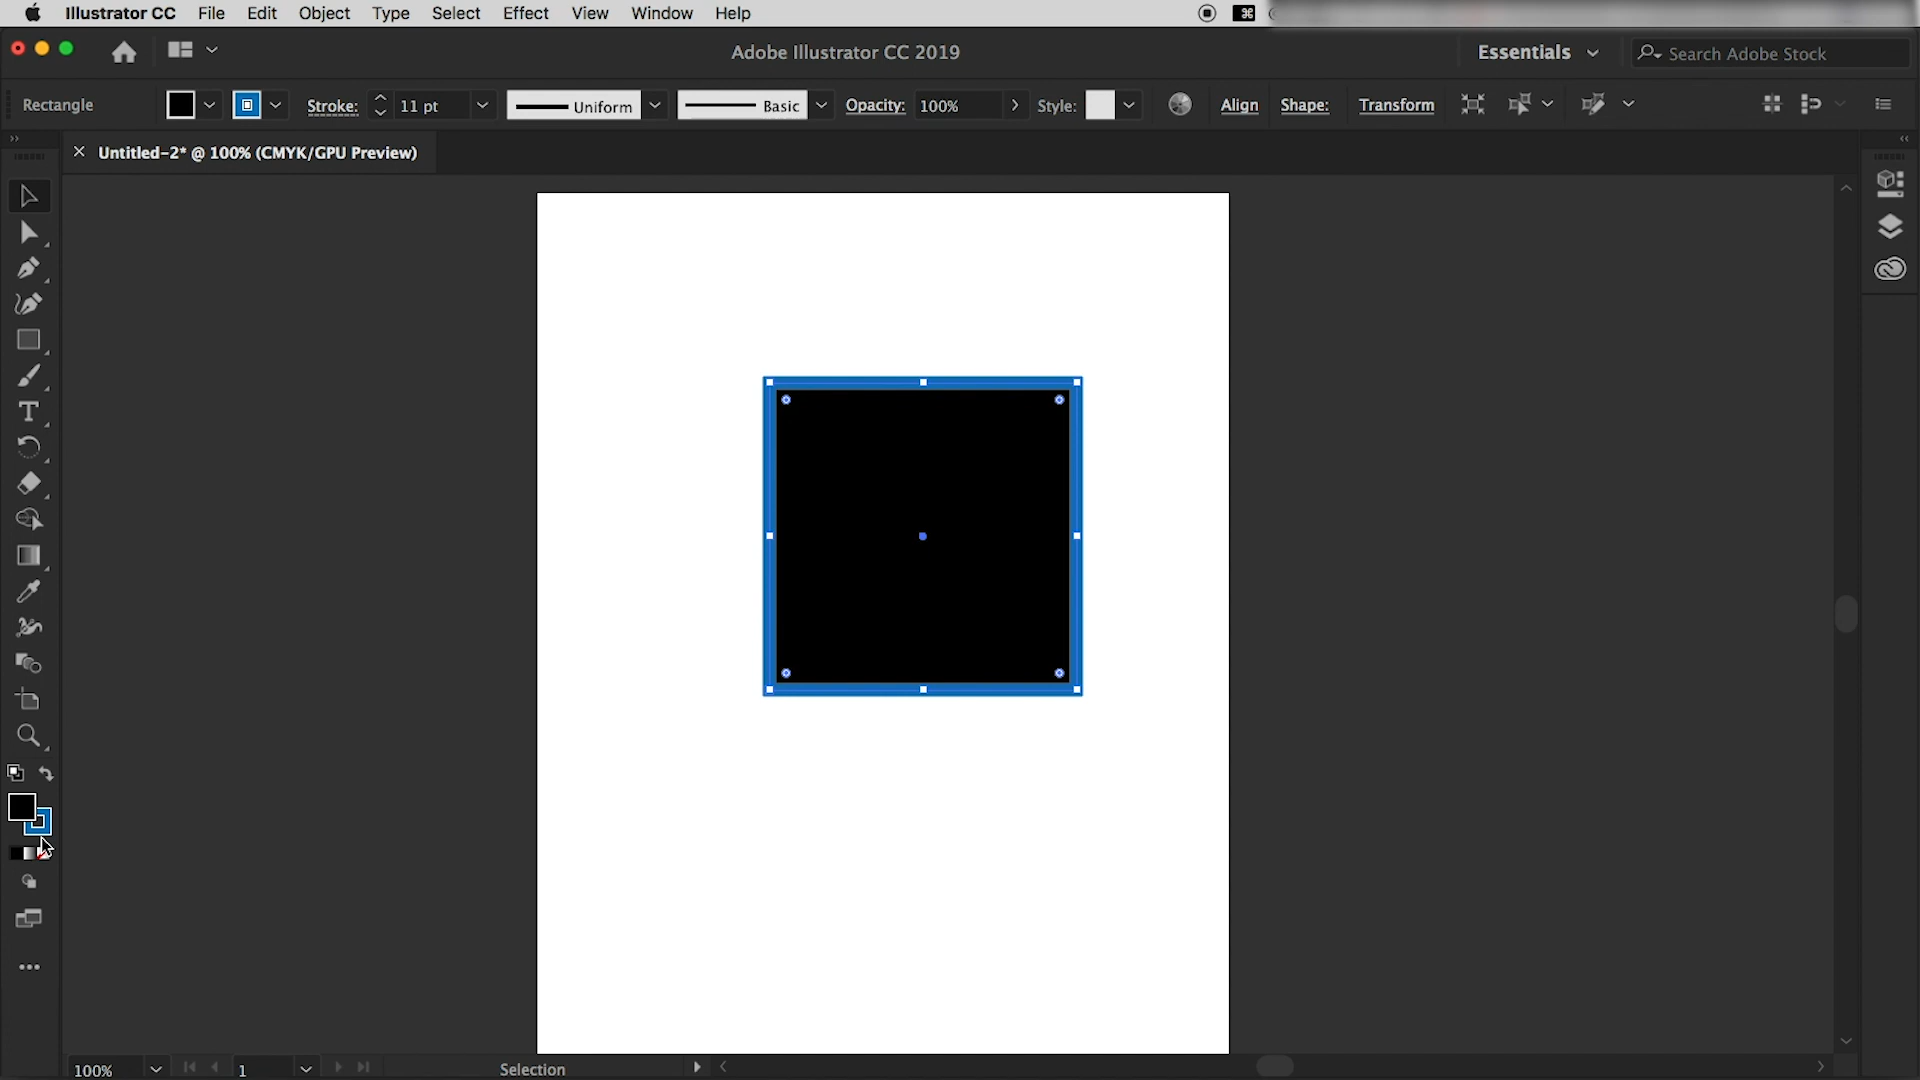 Illustrator CC File Edit Object Type Select Effect View Window Help
Adobe Illustrator CC 2019
Essentials
Search Adobe Stock
Rectangle
Stroke: 11 pt
Uniform
Basic
Opacity: 100%
Style:
Align
Shape:
Transform
× Untitled-2* @ 100% (CMYK/GPU Preview)
100%
1
Selection